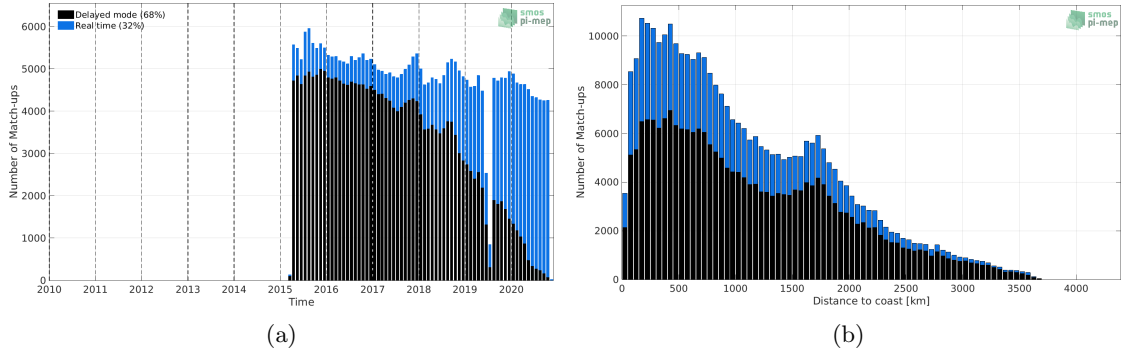 Delayed mode (68%)
Real time (32%)
smos
pi-mep
Number of Match-ups
6000
5000
4000
3000
2000
1000
0
2010 2011 2012 2013 2014 2015 2016 2017 2018 2019 2020
Time
(a)
smos
pi-mep
Number of Match-ups
10000
8000
6000
4000
2000
0
0 500 1000 1500 2000 2500 3000 3500 4000
Distance to coast [km]
(b)